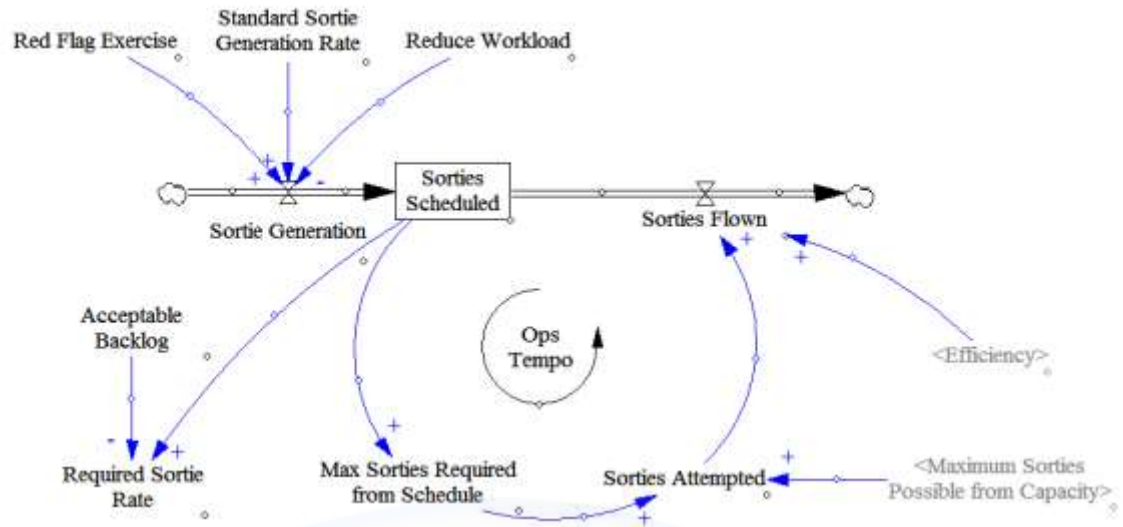 Red Flag Exercise
Standard Sortie
Generation Rate
Reduce Workload
+
+
-
Sorties
Scheduled
Sortie Generation
Sorties Flown
+
+
Acceptable
Backlog
Ops
Tempo
<Efficiency>
-
+
+
+
+
Required Sortie
Rate
Max Sorties Required
from Schedule
Sorties Attempted
<Maximum Sorties
Possible from Capacity>